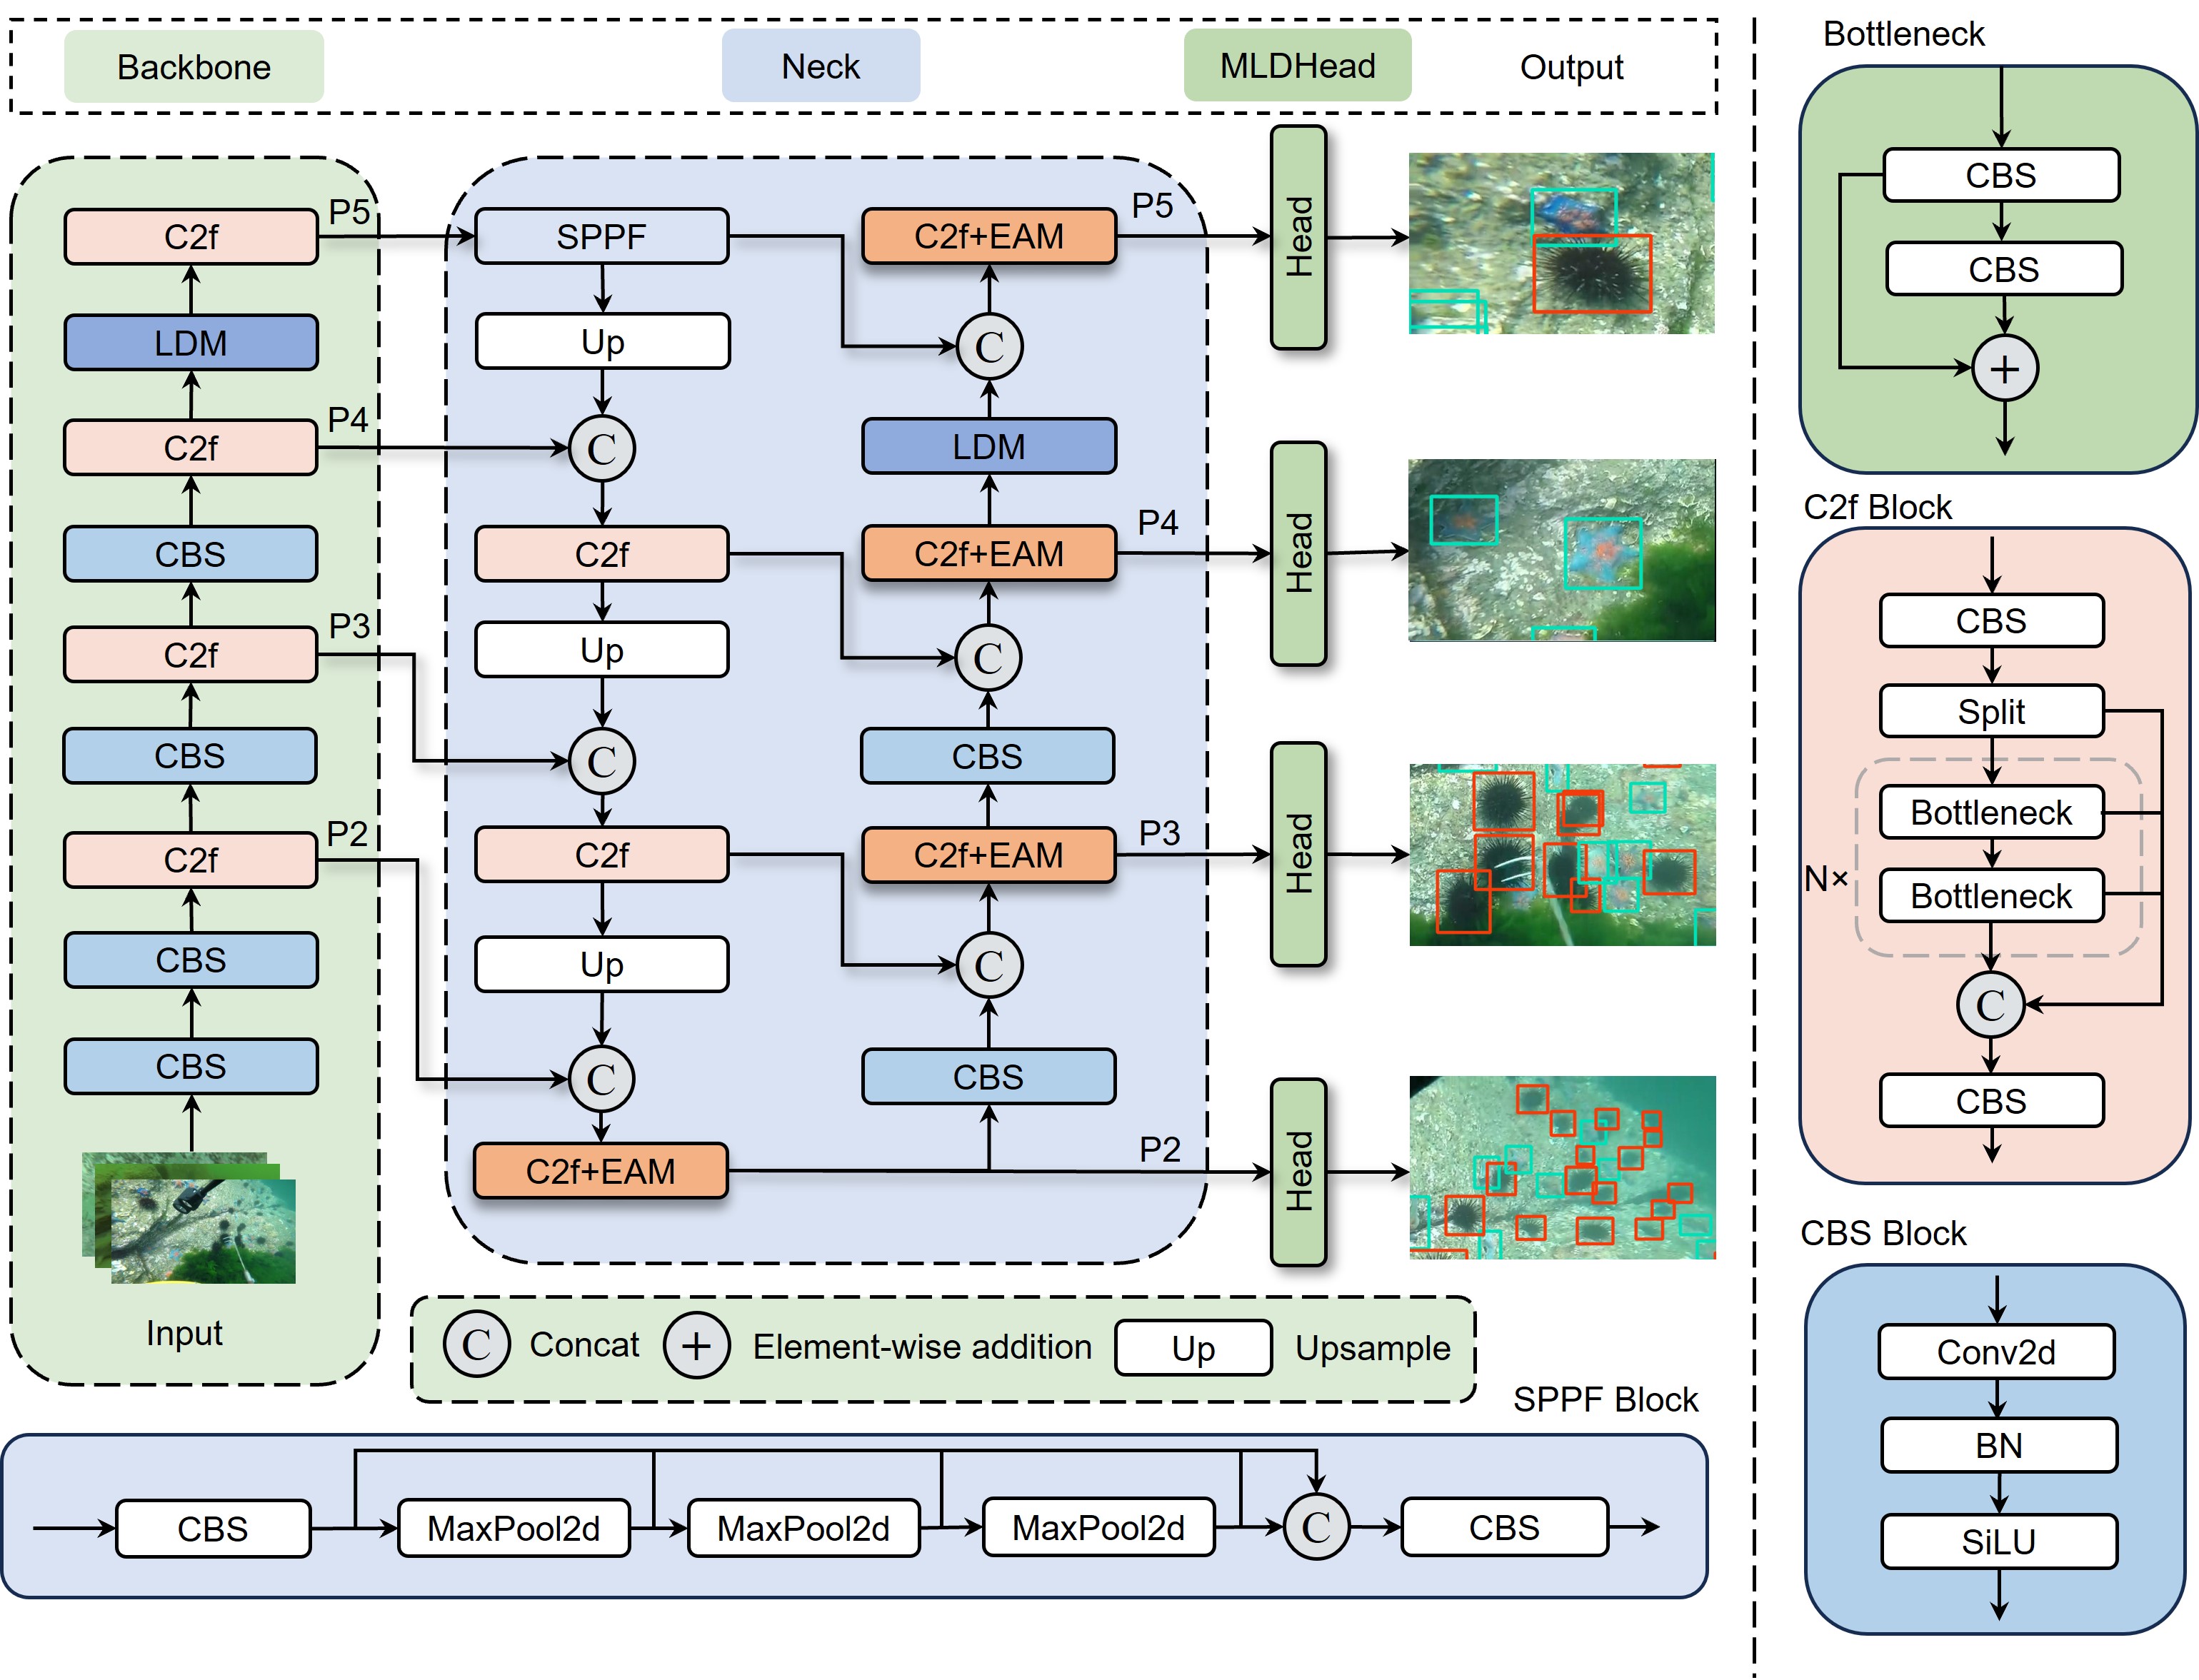 Backbone
Neck
MLDHead
Output
C2f
P5
LDM
C2f
P4
CBS
C2f
P3
CBS
C2f
P2
CBS
CBS
Input
SPPF
Up
C
C2f
Up
C
C2f
Up
C
C2f+EAM
C2f+EAM
P5
C
LDM
C2f+EAM
P4
C
CBS
C2f+EAM
P3
C
CBS
P2
Head
Head
Head
Head
C Concat + Element-wise addition Up Upsample
SPPF Block
CBS MaxPool2d MaxPool2d MaxPool2d C CBS
Bottleneck
CBS
CBS
+
C2f Block
CBS
Split
Bottleneck
N×
Bottleneck
C
CBS
CBS Block
Conv2d
BN
SiLU